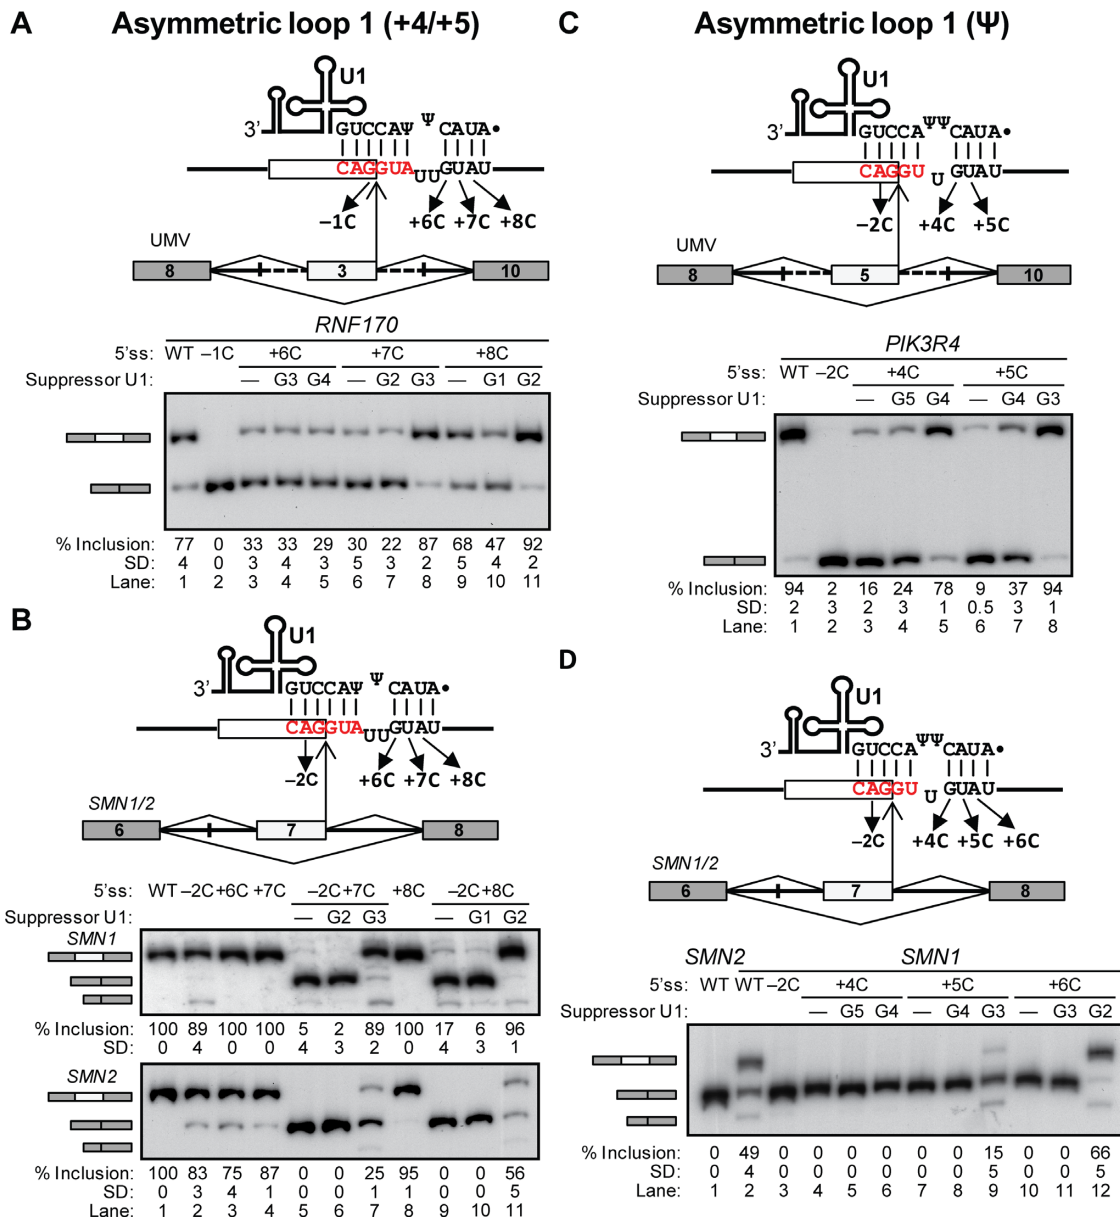 A
Asymmetric loop 1 (+4/+5)
U1
Ψ
3' GUCCAΨ CAUA•
CAGGUA UU GUAU
–1C +6C +7C +8C
UMV
8 3 10
RNF170
5'ss: WT –1C +6C +7C +8C
Suppressor U1: — G3 G4 — G2 G3 — G1 G2
% Inclusion: 77 0 33 33 29 30 22 87 68 47 92
SD: 4 0 3 4 3 5 3 2 5 4 2
Lane: 1 2 3 4 5 6 7 8 9 10 11
B
U1
Ψ
3' GUCCAΨ CAUA•
CAGGUA UU GUAU
–2C +6C +7C +8C
SMN1/2
6 7 8
5'ss: WT –2C +6C +7C –2C+7C +8C –2C+8C
Suppressor U1: — G2 G3 — G1 G2
SMN1
% Inclusion: 100 89 100 100 5 2 89 100 17 6 96
SD: 0 4 0 0 4 3 2 0 4 3 1
SMN2
% Inclusion: 100 83 75 87 0 0 25 95 0 0 56
SD: 0 3 4 1 0 0 1 1 0 0 5
Lane: 1 2 3 4 5 6 7 8 9 10 11
C
Asymmetric loop 1 (Ψ)
U1
ΨΨ
3' GUCCA CAUA•
CAGGU U GUAU
–2C +4C +5C
UMV
8 5 10
PIK3R4
5'ss: WT –2C +4C +5C
Suppressor U1: — G5 G4 — G4 G3
% Inclusion: 94 2 16 24 78 9 37 94
SD: 2 3 2 3 1 0.5 3 1
Lane: 1 2 3 4 5 6 7 8
D
U1
ΨΨ
3' GUCCA CAUA•
CAGGU U GUAU
–2C +4C +5C +6C
SMN1/2
6 7 8
SMN2 SMN1
5'ss: WT WT –2C +4C +5C +6C
Suppressor U1: — G5 G4 — G4 G3 — G3 G2
% Inclusion: 0 49 0 0 0 0 0 0 15 0 0 66
SD: 0 4 0 0 0 0 0 0 5 0 0 5
Lane: 1 2 3 4 5 6 7 8 9 10 11 12